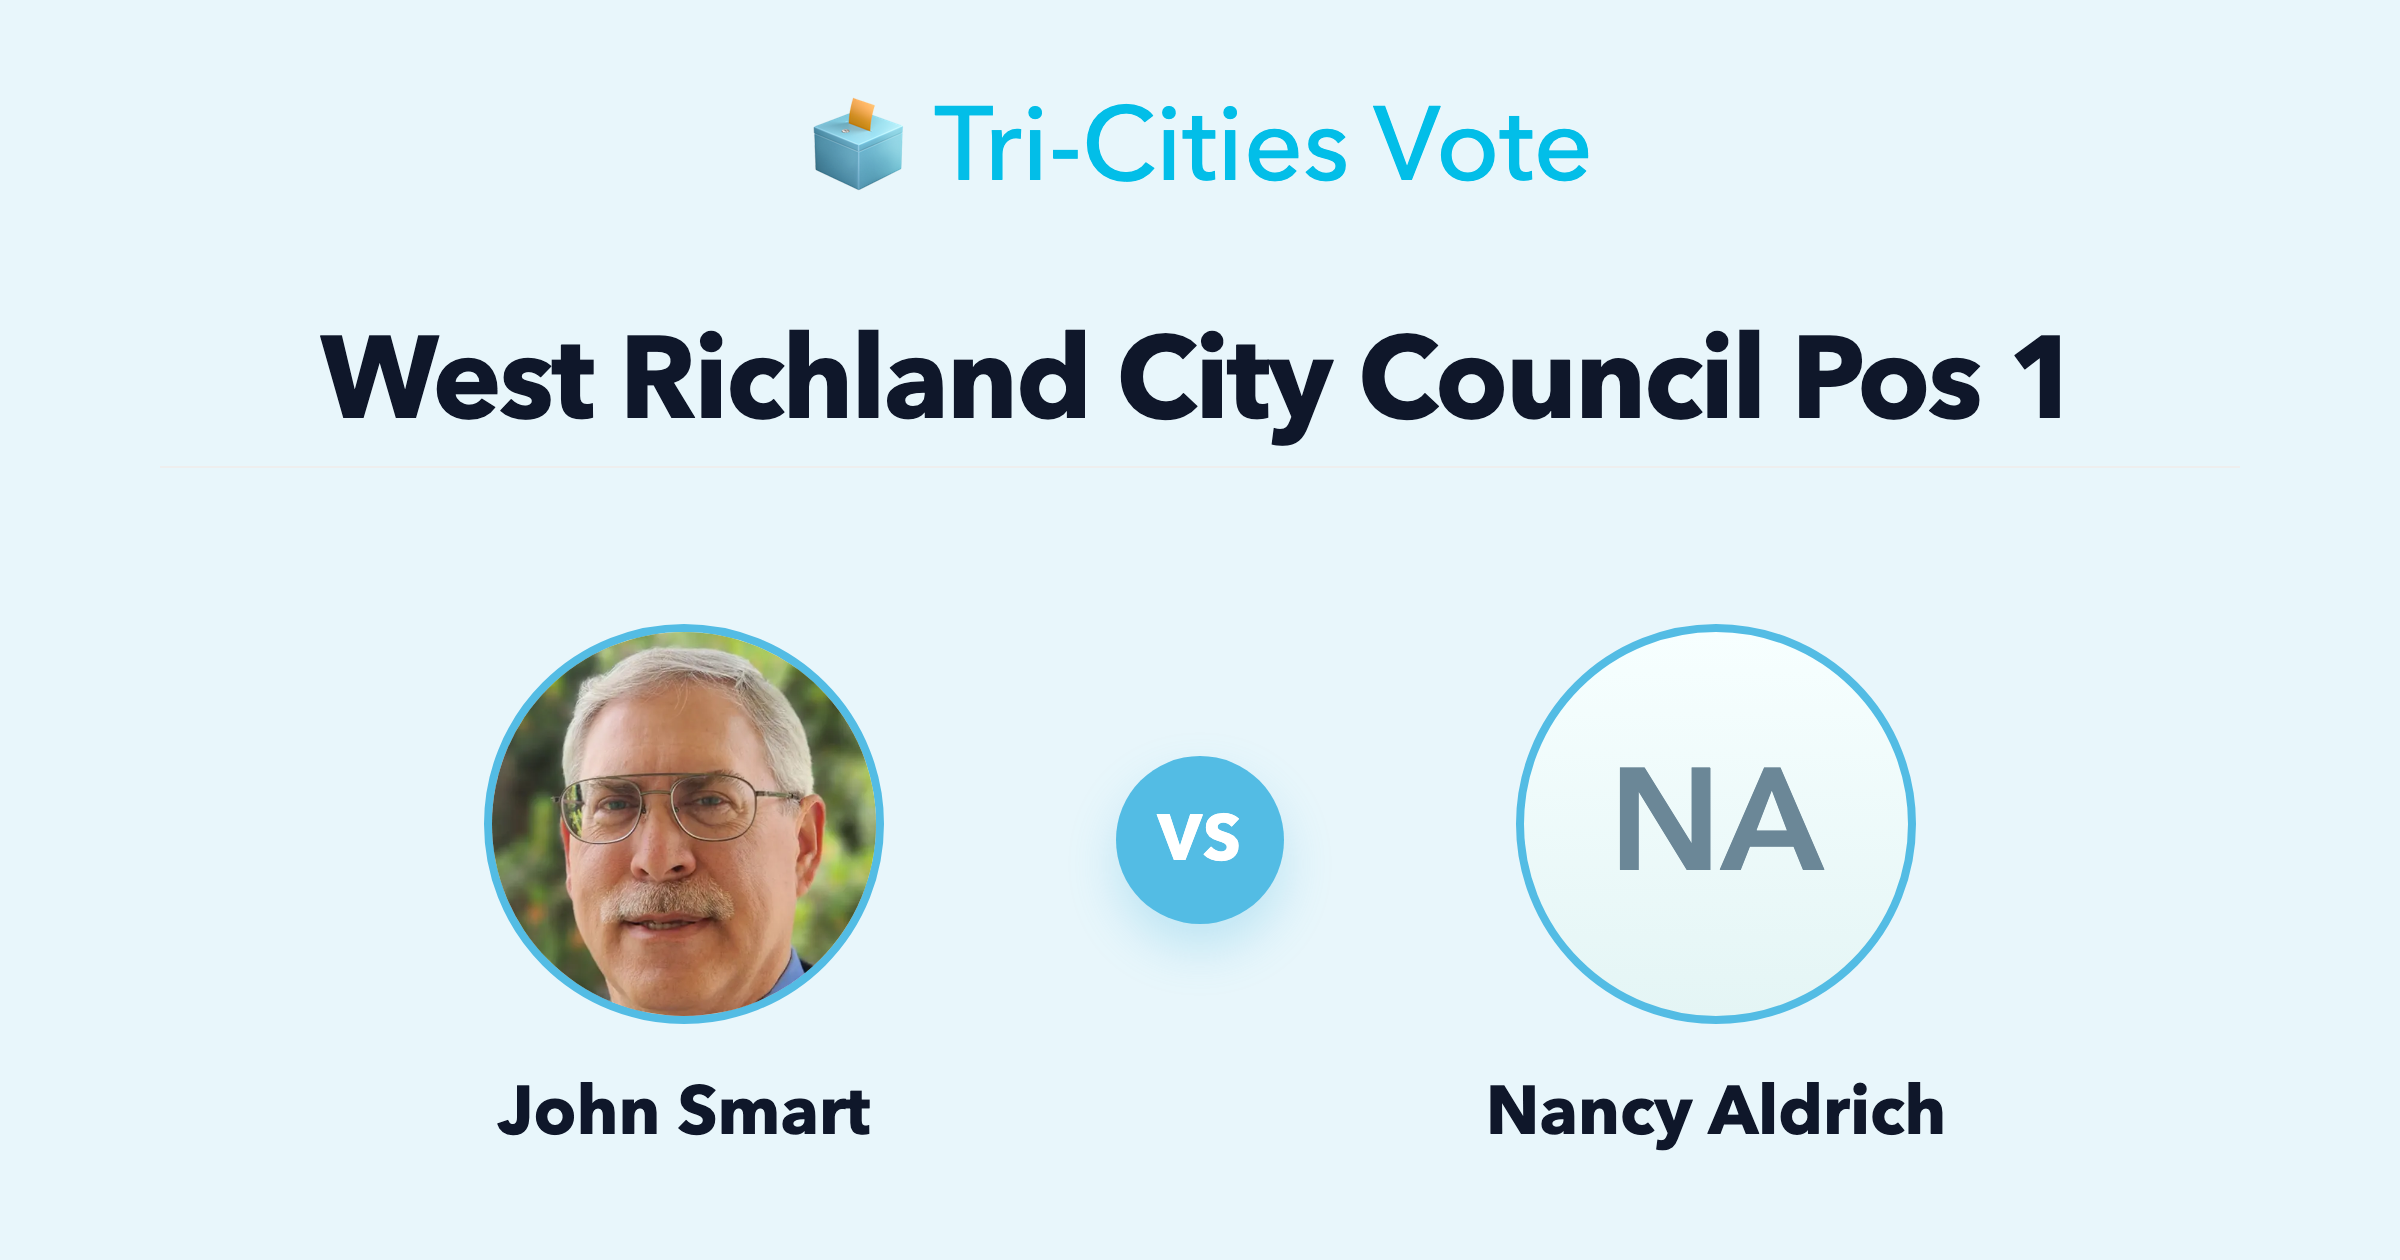 Tri-Cities Vote
West Richland City Council Pos 1
VS
NA
John Smart
Nancy Aldrich